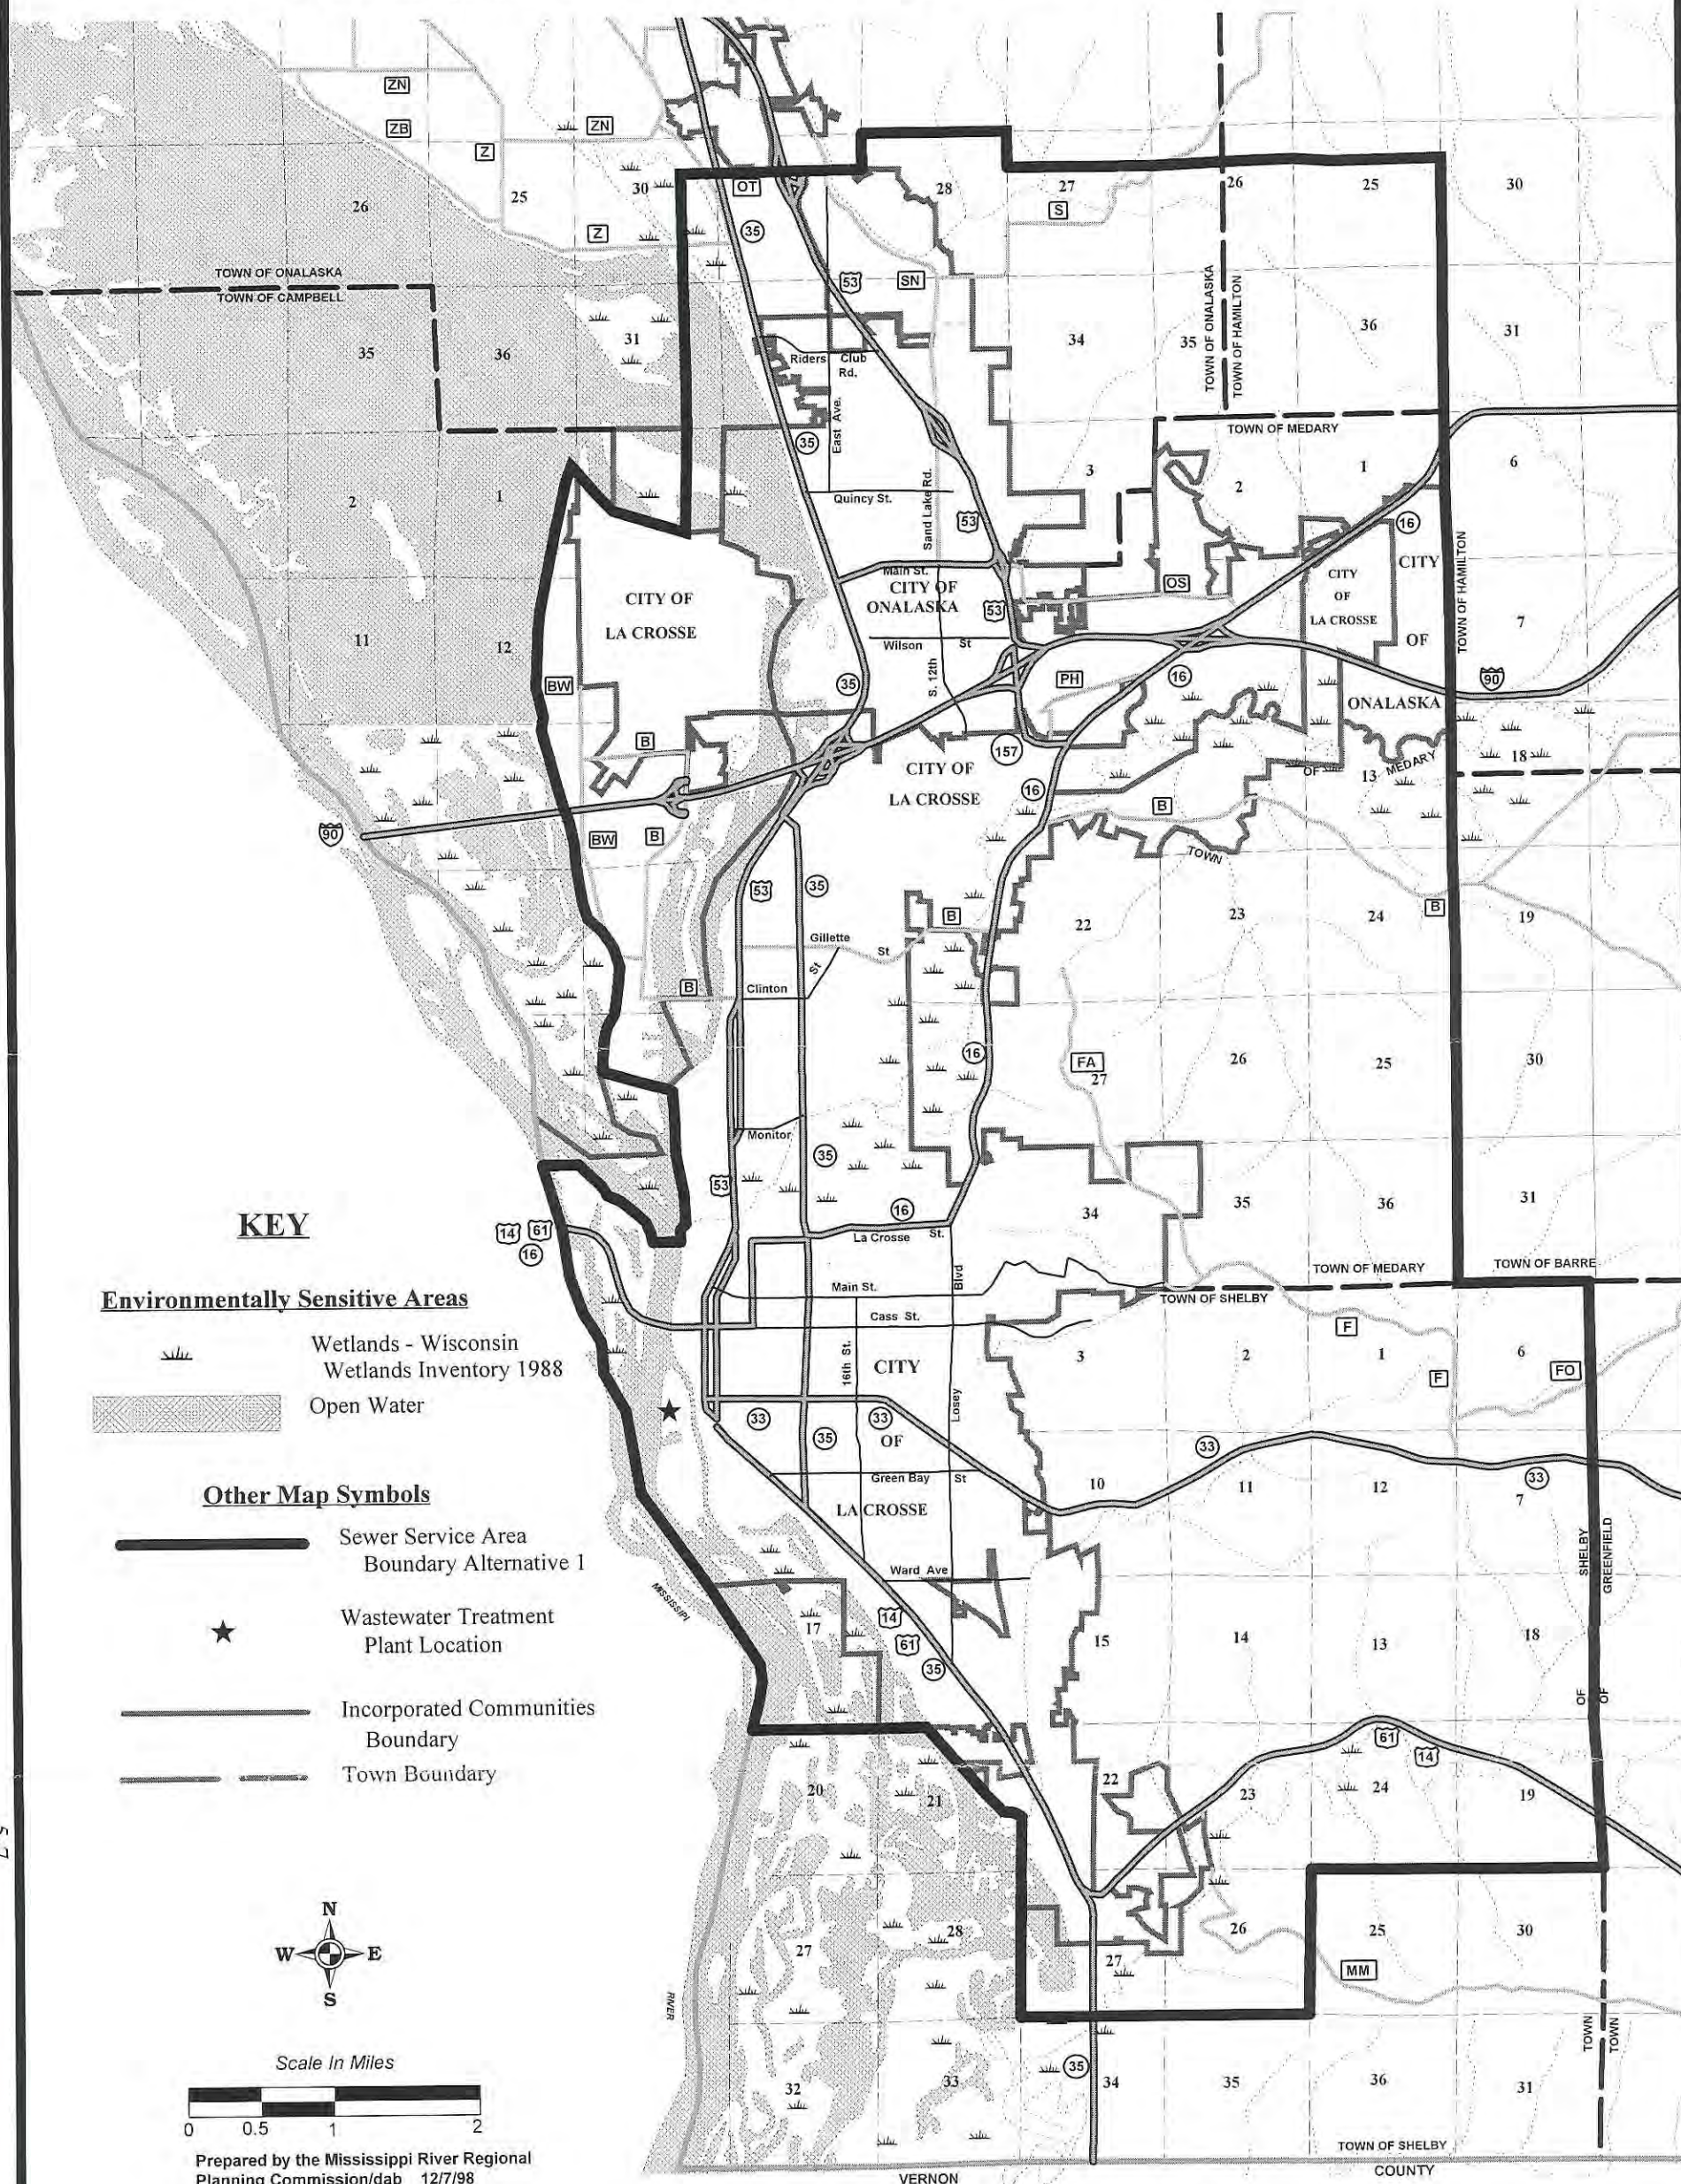 ZN
ZB
ZN
Z
25
30
OT
28
27
26
25
30
26
S
Z
35
TOWN OF ONALASKA
TOWN OF CAMPBELL
53
SN
TOWN OF ONALASKA
TOWN OF HAMILTON
35
36
31
34
35
36
31
Riders Club
Rd.
East Ave.
35
TOWN OF MEDARY
2
1
3
2
1
6
Quincy St.
Sand Lake Rd.
53
16
Main St.
CITY OF
ONALASKA
53
OS
CITY
OF
LA CROSSE
CITY
OF
ONALASKA
TOWN OF HAMILTON
CITY OF
LA CROSSE
11
12
7
Wilson St
S. 12th
BW
35
PH
16
90
B
157
CITY OF
LA CROSSE
16
OF
13
MEDARY
18
90
BW
B
B
TOWN
53
35
B
22
23
24
B
19
Gillette St
St
Clinton
B
16
FA
27
26
25
30
Monitor
35
53
34
35
36
31
16
La Crosse St.
14
61
16
TOWN OF MEDARY
TOWN OF BARRE
Main St.
Blvd
TOWN OF SHELBY
Cass St.
F
16th St.
CITY
3
2
1
6
F
FO
Losey
33
35
33
OF
33
33
Green Bay St
10
11
12
7
LA CROSSE
SHELBY
GREENFIELD
Ward Ave
MISSISSIPI
17
14
61
35
15
14
13
18
OF
OF
61
14
20
21
22
23
24
19
27
28
27
26
25
30
MM
RIVER
TOWN
TOWN
32
33
35
34
35
36
31
TOWN OF SHELBY
VERNON
COUNTY
KEY
Environmentally Sensitive Areas
Wetlands - Wisconsin
Wetlands Inventory 1988
Open Water
Other Map Symbols
Sewer Service Area
Boundary Alternative 1
Wastewater Treatment
Plant Location
Incorporated Communities
Boundary
Town Boundary
N
W
E
S
Scale In Miles
0
0.5
1
2
Prepared by the Mississippi River Regional
Planning Commission/dab 12/7/98